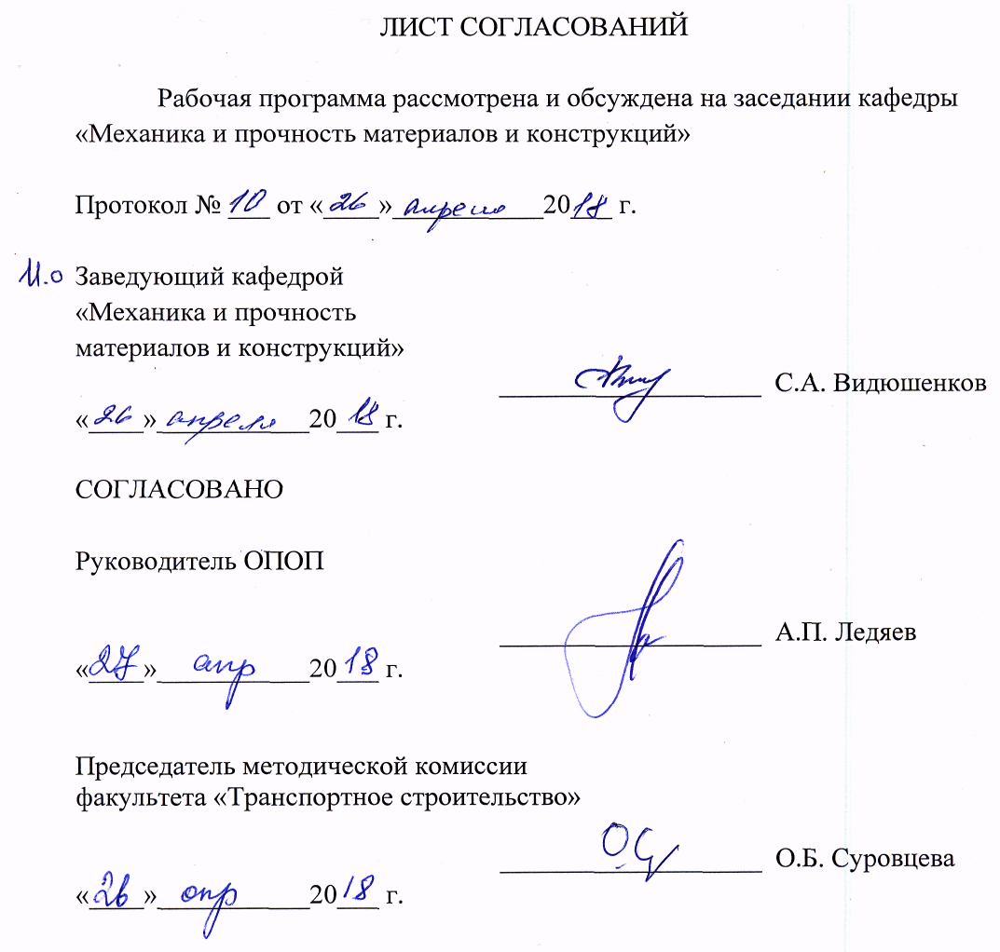 ЛИСТ СОГЛАСОВАНИЙ
Рабочая программа рассмотрена и обсуждена на заседании кафедры
«Механика и прочность материалов и конструкций»
Протокол № 10 от «26» апреля 2018 г.
И.о Заведующий кафедрой
«Механика и прочность
материалов и конструкций»
С.А. Видюшенков
«26» апреля 2018 г.
СОГЛАСОВАНО
Руководитель ОПОП
А.П. Ледяев
«27» апр 2018 г.
Председатель методической комиссии
факультета «Транспортное строительство»
О.Б. Суровцева
«26» апр 2018 г.